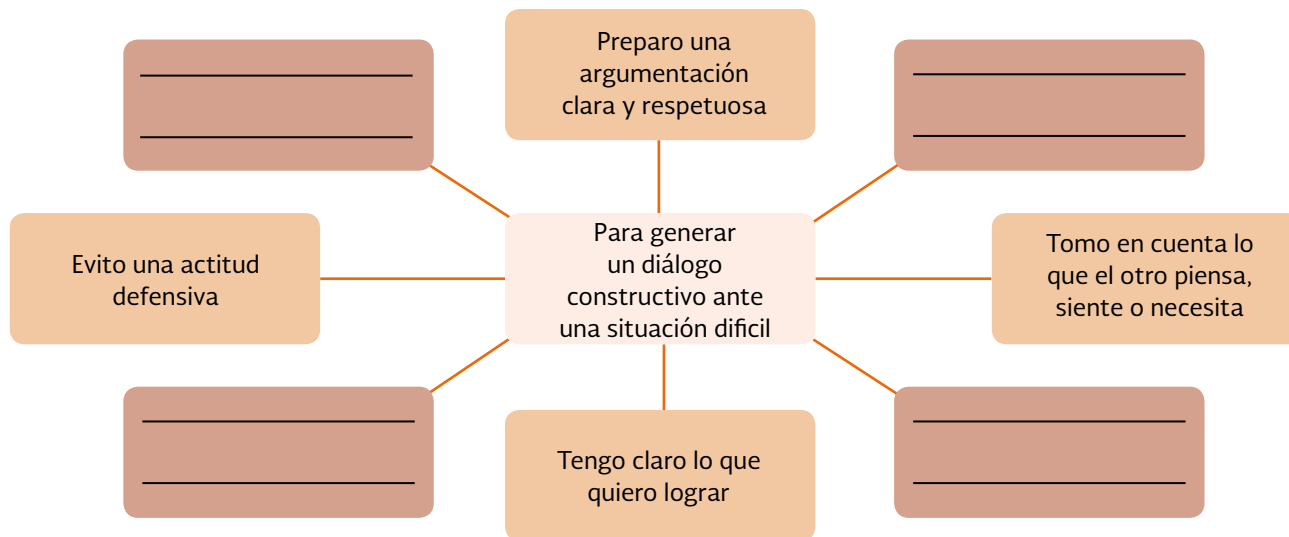 Preparo una
argumentación
clara y respetuosa
Evito una actitud
defensiva
Para generar
un diálogo
constructivo ante
una situación dificil
Tomo en cuenta lo
que el otro piensa,
siente o necesita
Tengo claro lo que
quiero lograr